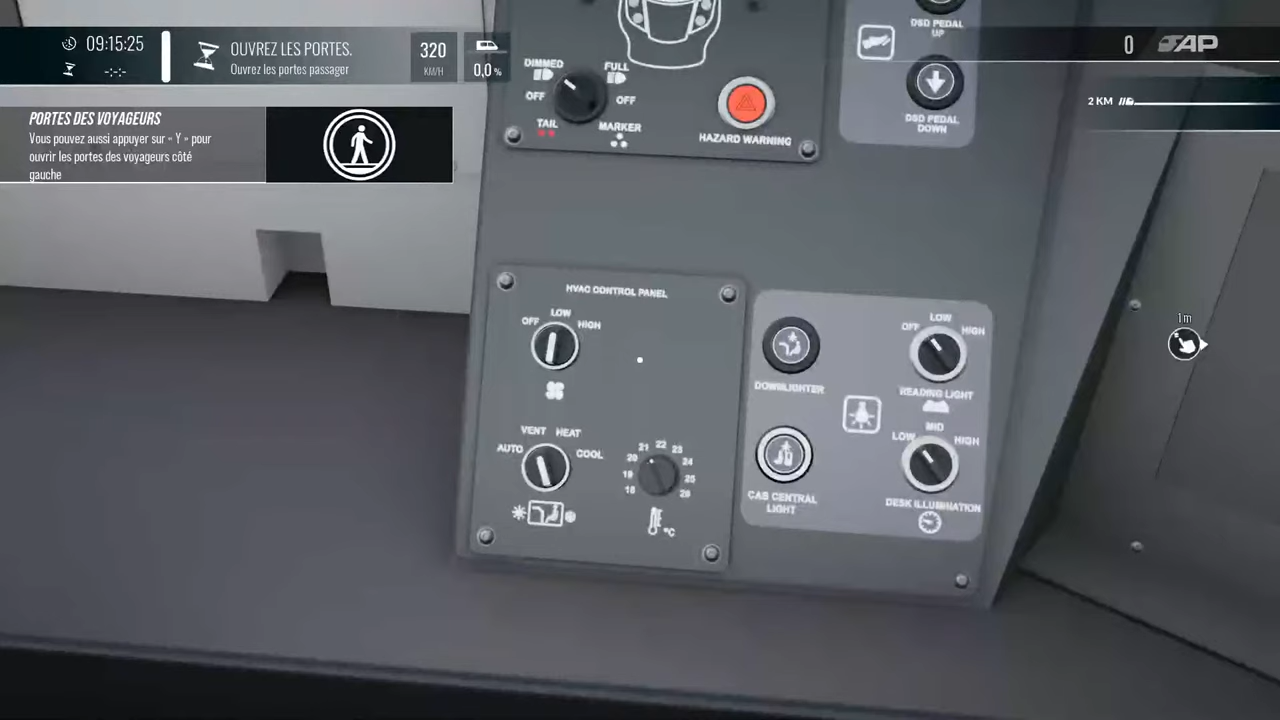 09:15:25
--:--
OUVREZ LES PORTES.
Ouvrez les portes passager
320
KM/H
0,0 %
0 AP
2 KM
PORTES DES VOYAGEURS
Vous pouvez aussi appuyer sur « Y » pour
ouvrir les portes des voyageurs côté
gauche
DIMMED
FULL
OFF
OFF
TAIL
MARKER
HAZARD WARNING
DSD PEDAL
UP
DSD PEDAL
DOWN
1m
HVAC CONTROL PANEL
OFF LOW HIGH
AUTO VENT HEAT COOL
18 19 20 21 22 23 24 25 26
°C
DOWNLIGHTER
OFF LOW HIGH
READING LIGHT
CAB CENTRAL
LIGHT
LOW MID HIGH
DESK ILLUMINATION